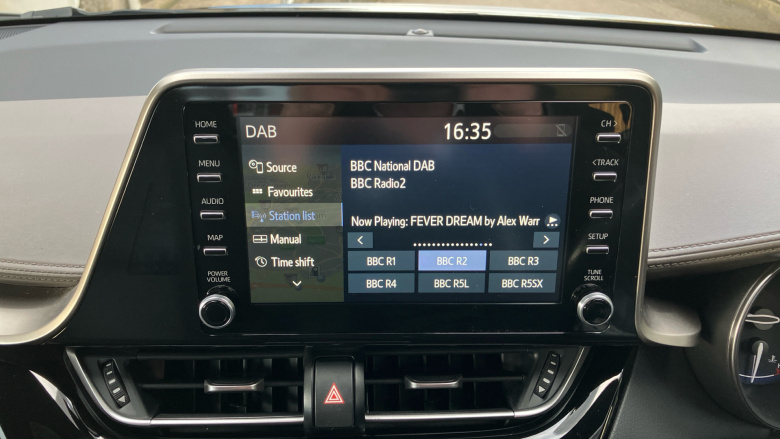 DAB
16:35
Source
Favourites
Station list
Manual
Time shift
BBC National DAB
BBC Radio2
Now Playing: FEVER DREAM by Alex Warr
BBC R1
BBC R2
BBC R3
BBC R4
BBC R5L
BBC R5SX
HOME
MENU
AUDIO
MAP
POWER
VOLUME
CH >
< TRACK
PHONE
SETUP
TUNE
SCROLL